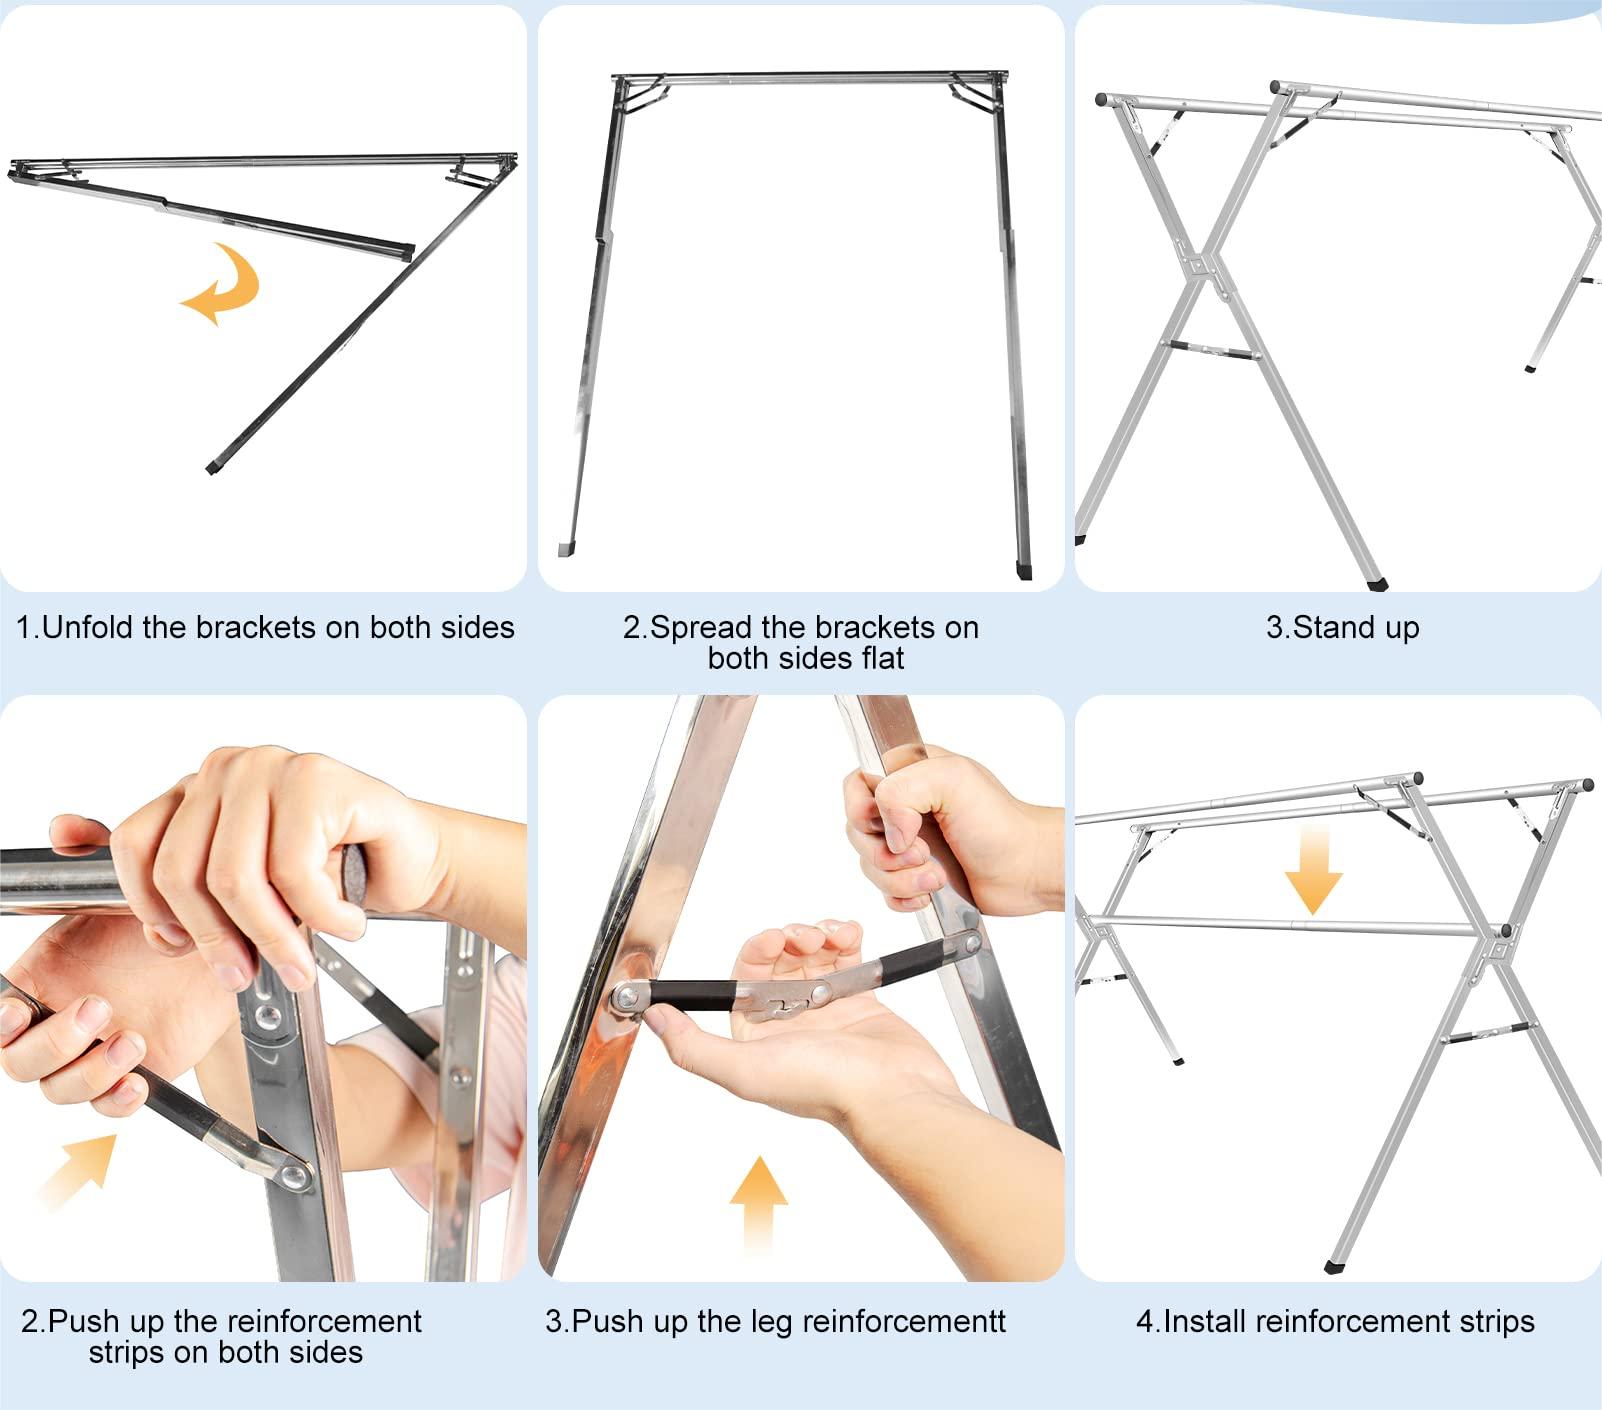 1.Unfold the brackets on both sides
2.Spread the brackets on
both sides flat
3.Stand up
2.Push up the reinforcement
strips on both sides
3.Push up the leg reinforcementt
4.Install reinforcement strips